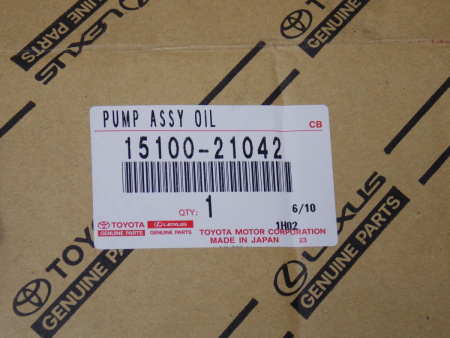 TOYOTA
GENUINE PARTS
LEXUS
TOYOTA
GENUINE PARTS
PUMP ASSY OIL
CB
15100-21042
QTY: 1
6/10
1H02
TOYOTA LEXUS
GENUINE PARTS GENUINE PARTS
TOYOTA MOTOR CORPORATION
MADE IN JAPAN 23
TOYOTA
GENUINE PARTS
LEXUS
GENUINE PARTS